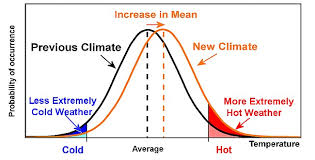 Increase in Mean
Previous Climate
New Climate
Probability of occurrence
Less Extremely
Cold Weather
More Extremely
Hot Weather
Cold
Average
Hot
Temperature